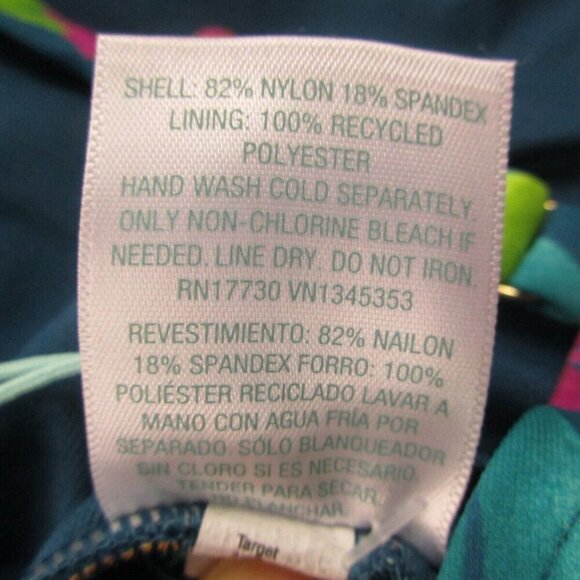 SHELL: 82% NYLON 18% SPANDEX
LINING: 100% RECYCLED
POLYESTER
HAND WASH COLD SEPARATELY.
ONLY NON-CHLORINE BLEACH IF
NEEDED. LINE DRY. DO NOT IRON.
RN17730 VN1345353
REVESTIMIENTO: 82% NAILON
18% SPANDEX FORRO: 100%
POLIÉSTER RECICLADO LAVAR A
MANO CON AGUA FRÍA POR
SEPARADO. SÓLO BLANQUEADOR
SIN CLORO SI ES NECESARIO.
TENDER PARA SECAR.
PLANCHAR.
Target